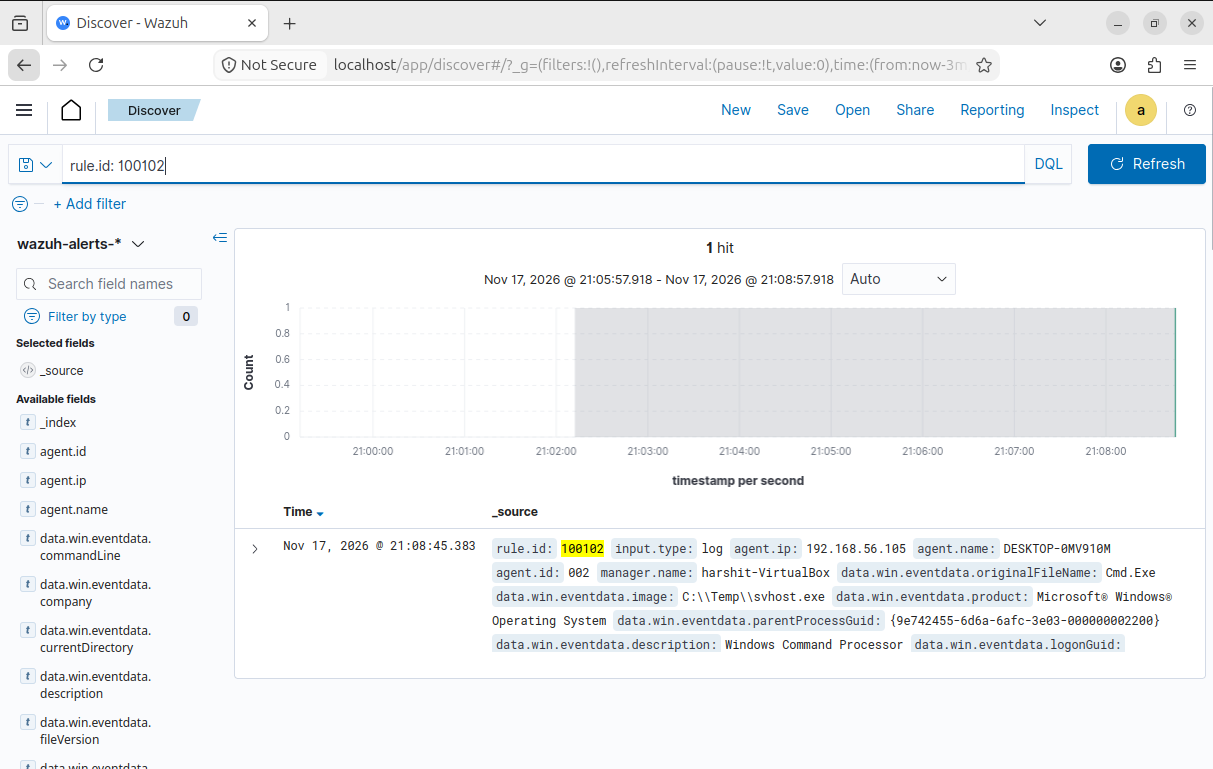 Discover - Wazuh
Not Secure localhost/app/discover#/?_g=(filters:!(),refreshInterval:(pause:!t,value:0),time:(from:now-3m
Discover New Save Open Share Reporting Inspect a
rule.id: 100102 DQL Refresh
+ Add filter
wazuh-alerts-*
Search field names
Filter by type 0
Selected fields
_source
Available fields
t _index
t agent.id
t agent.ip
t agent.name
t data.win.eventdata.
commandLine
t data.win.eventdata.
company
t data.win.eventdata.
currentDirectory
t data.win.eventdata.
description
t data.win.eventdata.
fileVersion
data.win.eventdata.
1 hit
Nov 17, 2026 @ 21:05:57.918 - Nov 17, 2026 @ 21:08:57.918 Auto
Count
1
0.8
0.6
0.4
0.2
0
21:00:00 21:01:00 21:02:00 21:03:00 21:04:00 21:05:00 21:06:00 21:07:00 21:08:00
timestamp per second
Time _source
Nov 17, 2026 @ 21:08:45.383 rule.id: 100102 input.type: log agent.ip: 192.168.56.105 agent.name: DESKTOP-0MV910M
agent.id: 002 manager.name: harshit-VirtualBox data.win.eventdata.originalFileName: Cmd.Exe
data.win.eventdata.image: C:\\Temp\\svhost.exe data.win.eventdata.product: Microsoft® Windows®
Operating System data.win.eventdata.parentProcessGuid: {9e742455-6d6a-6afc-3e03-000000002200}
data.win.eventdata.description: Windows Command Processor data.win.eventdata.logonGuid: